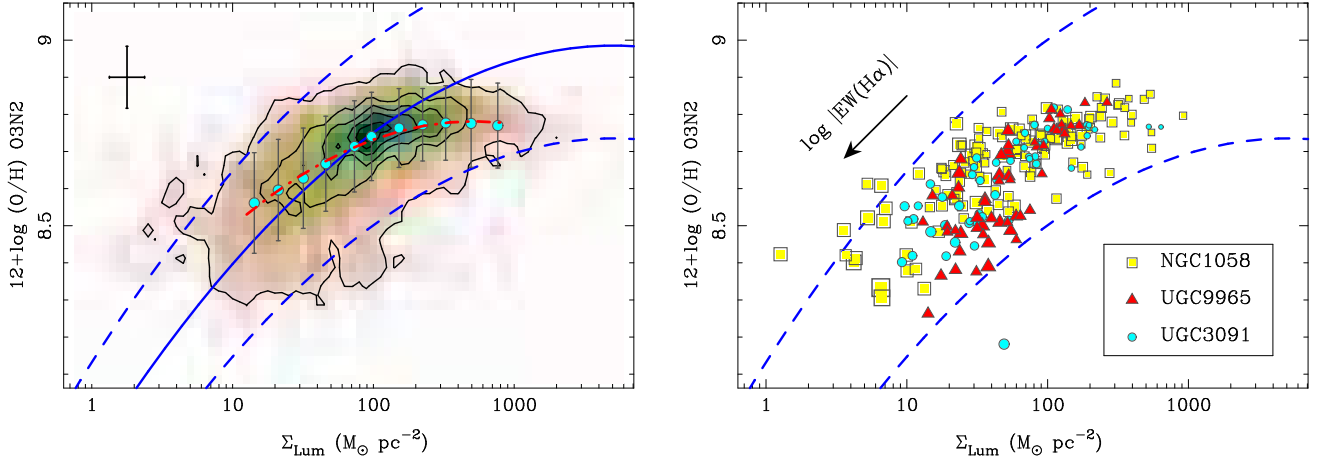 9
8.5
12+log (O/H) O3N2
1 10 100 1000
Σ_Lum (M_⊙ pc^−2)
9
8.5
12+log (O/H) O3N2
log |EW(Hα)|
NGC1058
UGC9965
UGC3091
1 10 100 1000
Σ_Lum (M_⊙ pc^−2)